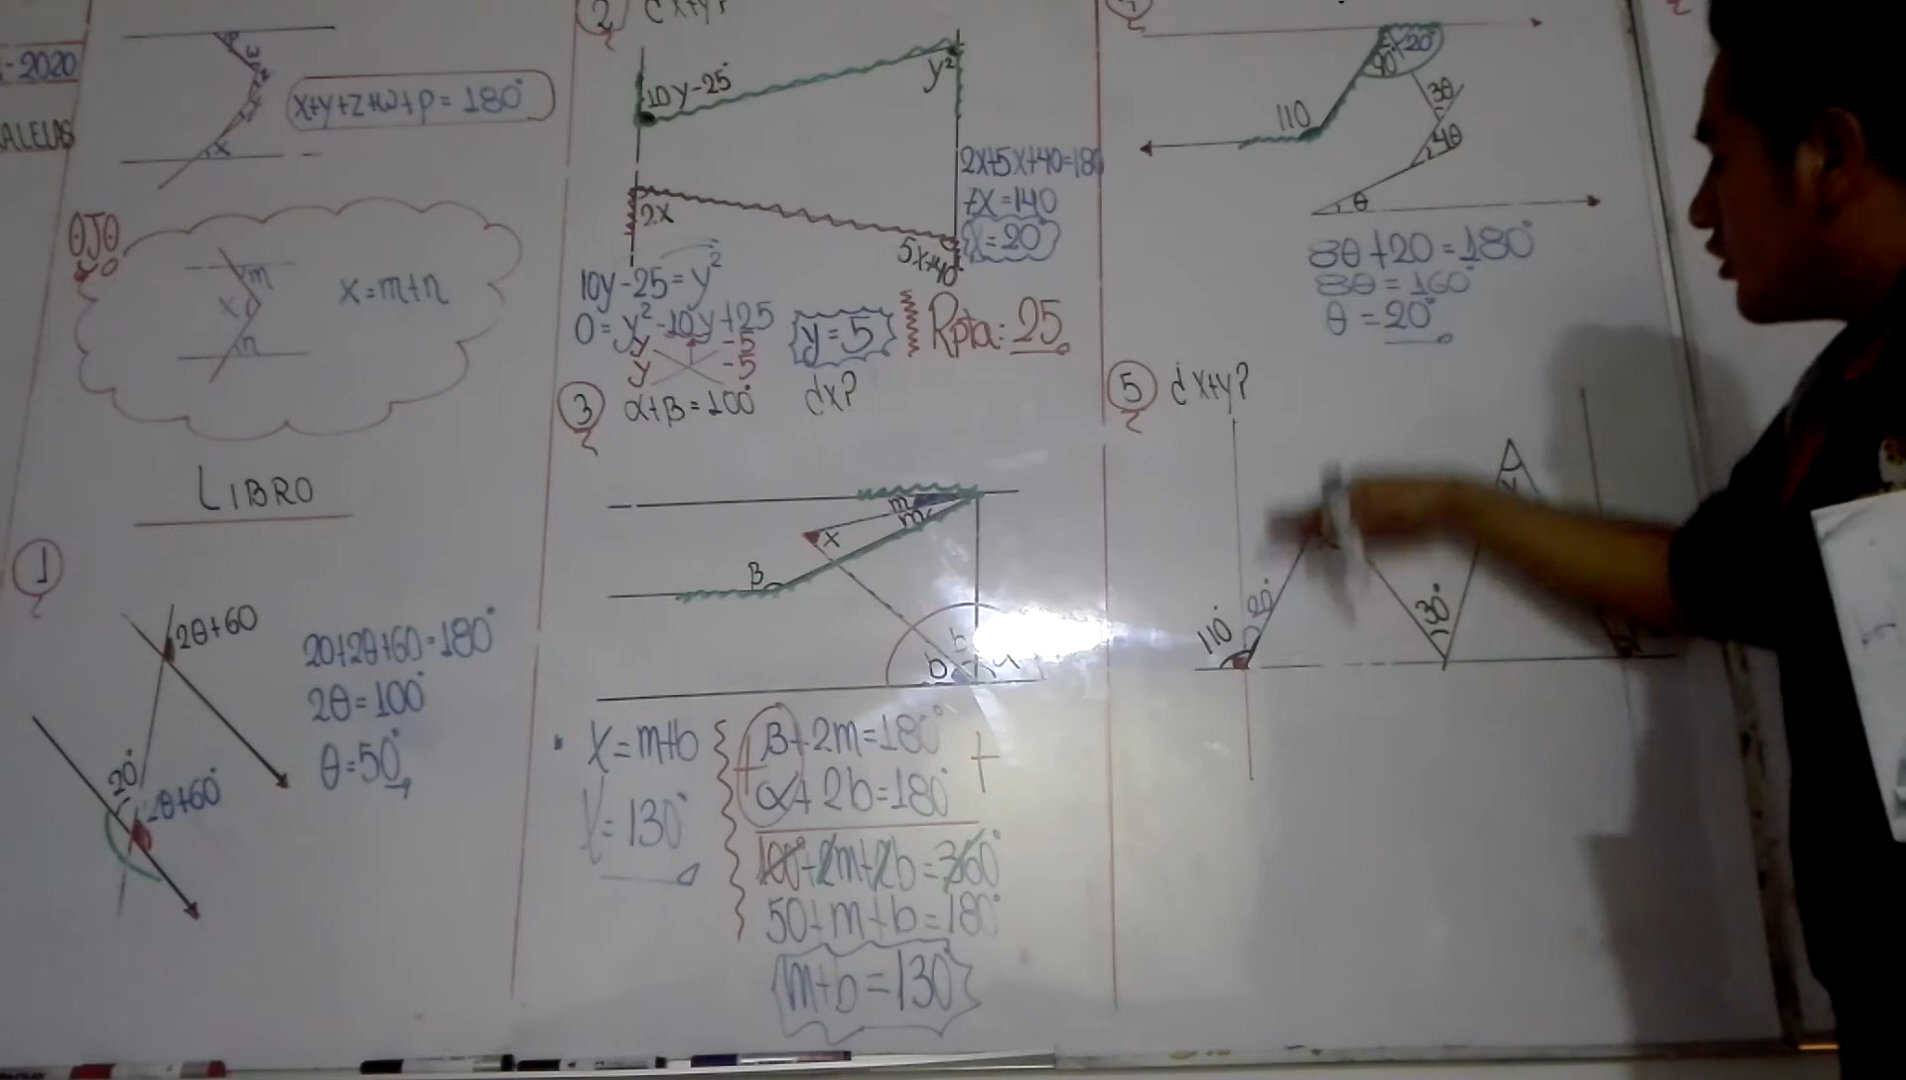 - 2020
ALELAS
x+y+z+w+p = 180°
x
OJO
m
x
n
x = m+n
LIBRO
1
2θ+60°
20°
2θ+60°
20+2θ+60=180°
2θ = 100°
θ = 50°
2) ¿x+y?
10y-25°
y²
2x
5x+40°
2x+5x+40=180
7x = 140
x = 20°
10y-25 = y²
0 = y²-10y+25
y -5
y -5
y = 5
Rpta: 25
3 α+β = 100° ¿x?
m
m
x
β
b
b
x = m+b
x = 130°
β+2m=180°
α+2b=180°
100+2m+2b=360°
50+m+b=180°
m+b=130°
x-20°
90°
110
3θ
4θ
θ
8θ+20 = 180°
8θ = 160°
θ = 20°
5 ¿x+y?
110°
20°
30°